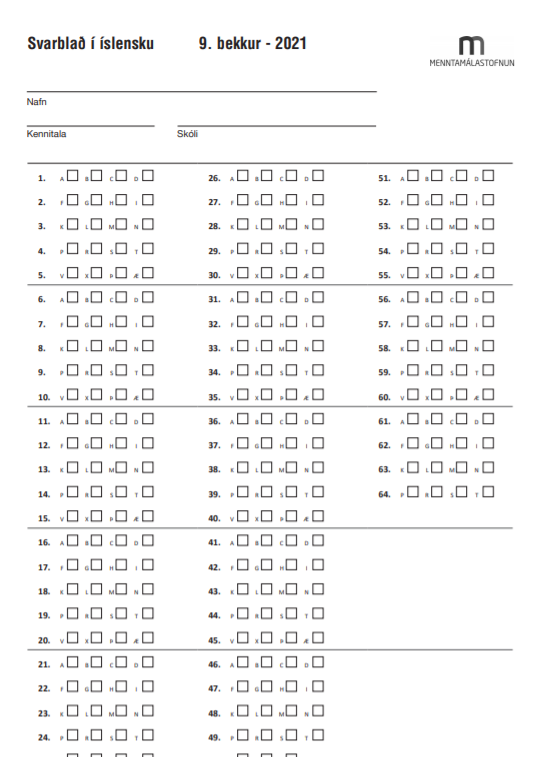 Svarblað í íslensku 9. bekkur - 2021
MENNTAMÁLASTOFNUN
Nafn
Kennitala Skóli
1. A B C D 26. A B C D 51. A B C D
2. F G H I 27. F G H I 52. F G H I
3. K L M N 28. K L M N 53. K L M N
4. P R S T 29. P R S T 54. P R S T
5. V X Þ Æ 30. V X Þ Æ 55. V X Þ Æ
6. A B C D 31. A B C D 56. A B C D
7. F G H I 32. F G H I 57. F G H I
8. K L M N 33. K L M N 58. K L M N
9. P R S T 34. P R S T 59. P R S T
10. V X Þ Æ 35. V X Þ Æ 60. V X Þ Æ
11. A B C D 36. A B C D 61. A B C D
12. F G H I 37. F G H I 62. F G H I
13. K L M N 38. K L M N 63. K L M N
14. P R S T 39. P R S T 64. P R S T
15. V X Þ Æ 40. V X Þ Æ
16. A B C D 41. A B C D
17. F G H I 42. F G H I
18. K L M N 43. K L M N
19. P R S T 44. P R S T
20. V X Þ Æ 45. V X Þ Æ
21. A B C D 46. A B C D
22. F G H I 47. F G H I
23. K L M N 48. K L M N
24. P R S T 49. P R S T